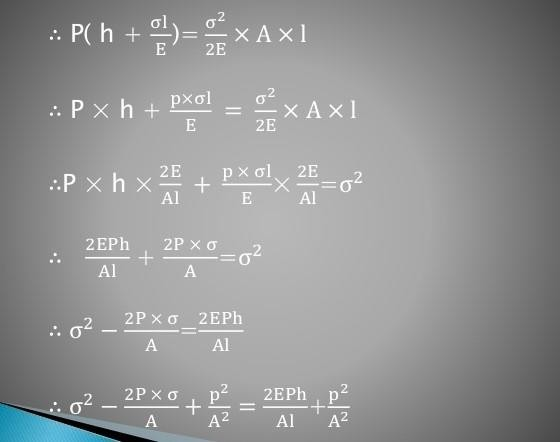 ∴ P( h + σl/E)= σ²/2E × A × l
∴ P × h + p×σl/E = σ²/2E × A × l
∴P × h × 2E/Al + p × σl/E × 2E/Al=σ²
∴ 2EPh/Al + 2P × σ/A =σ²
∴ σ² − 2P × σ/A = 2EPh/Al
∴ σ² − 2P × σ/A + p²/A² = 2EPh/Al + p²/A²